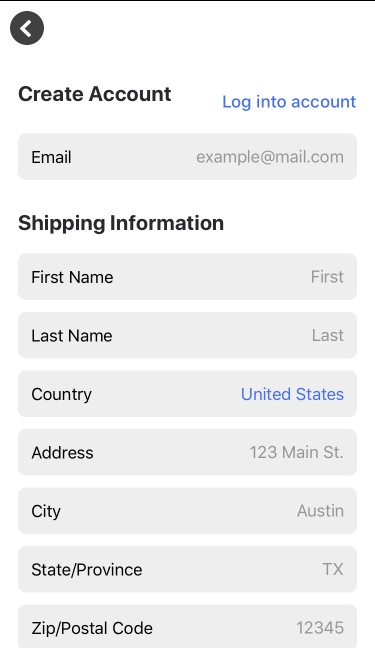 Create Account
Log into account
Email example@mail.com
Shipping Information
First Name First
Last Name Last
Country United States
Address 123 Main St.
City Austin
State/Province TX
Zip/Postal Code 12345